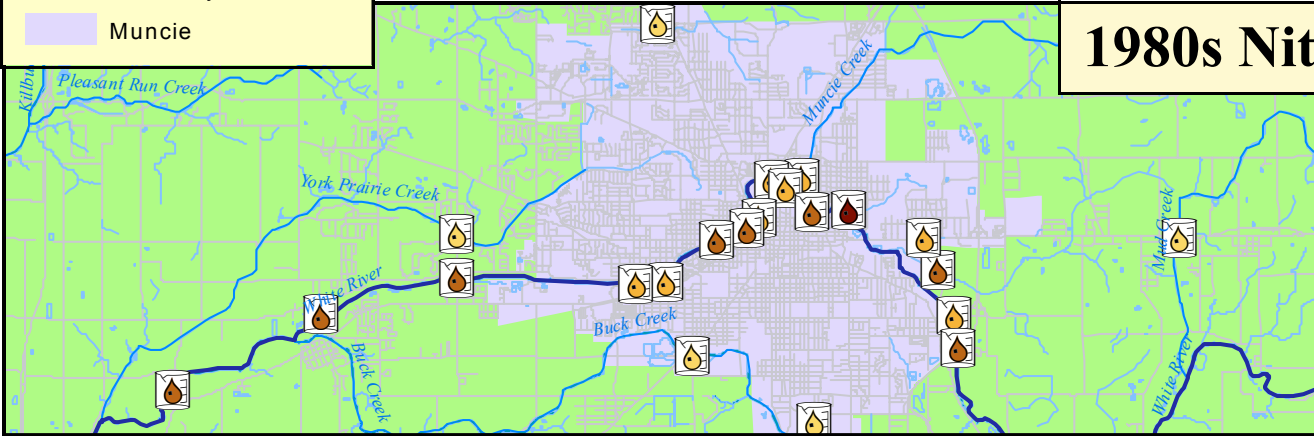 Muncie
1980s Nit
Killbu
Pleasant Run Creek
Muncie Creek
York Prairie Creek
Mud Creek
White River
Buck Creek
Buck Creek
White River